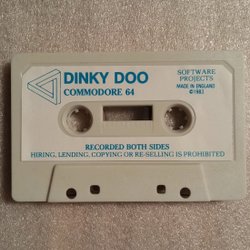 DINKY DOO
COMMODORE 64
SOFTWARE
PROJECTS
MADE IN ENGLAND
©1983
RECORDED BOTH SIDES
HIRING, LENDING, COPYING OR RE-SELLING IS PROHIBITED